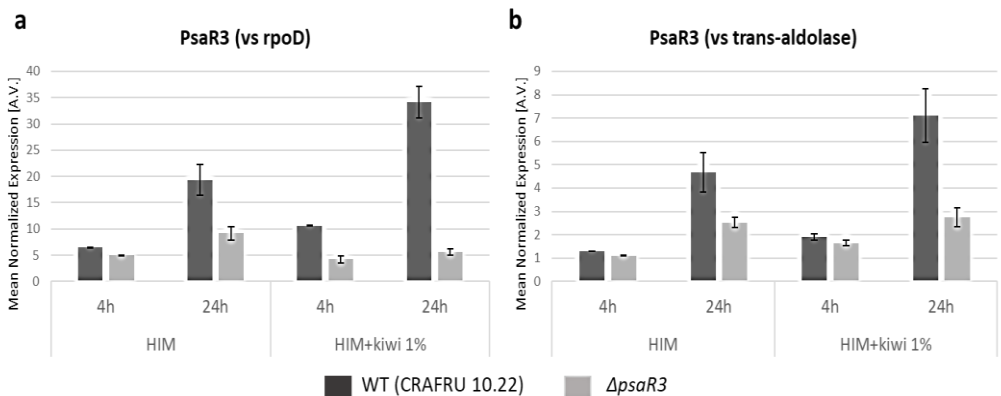 a
PsaR3 (vs rpoD)
Mean Normalized Expression [A.V.]
40
35
30
25
20
15
10
5
0
4h 24h 4h 24h
HIM HIM+kiwi 1%
b
PsaR3 (vs trans-aldolase)
Mean Normalized Expression [A.V.]
9
8
7
6
5
4
3
2
1
0
4h 24h 4h 24h
HIM HIM+kiwi 1%
WT (CRAFRU 10.22) ΔpsaR3